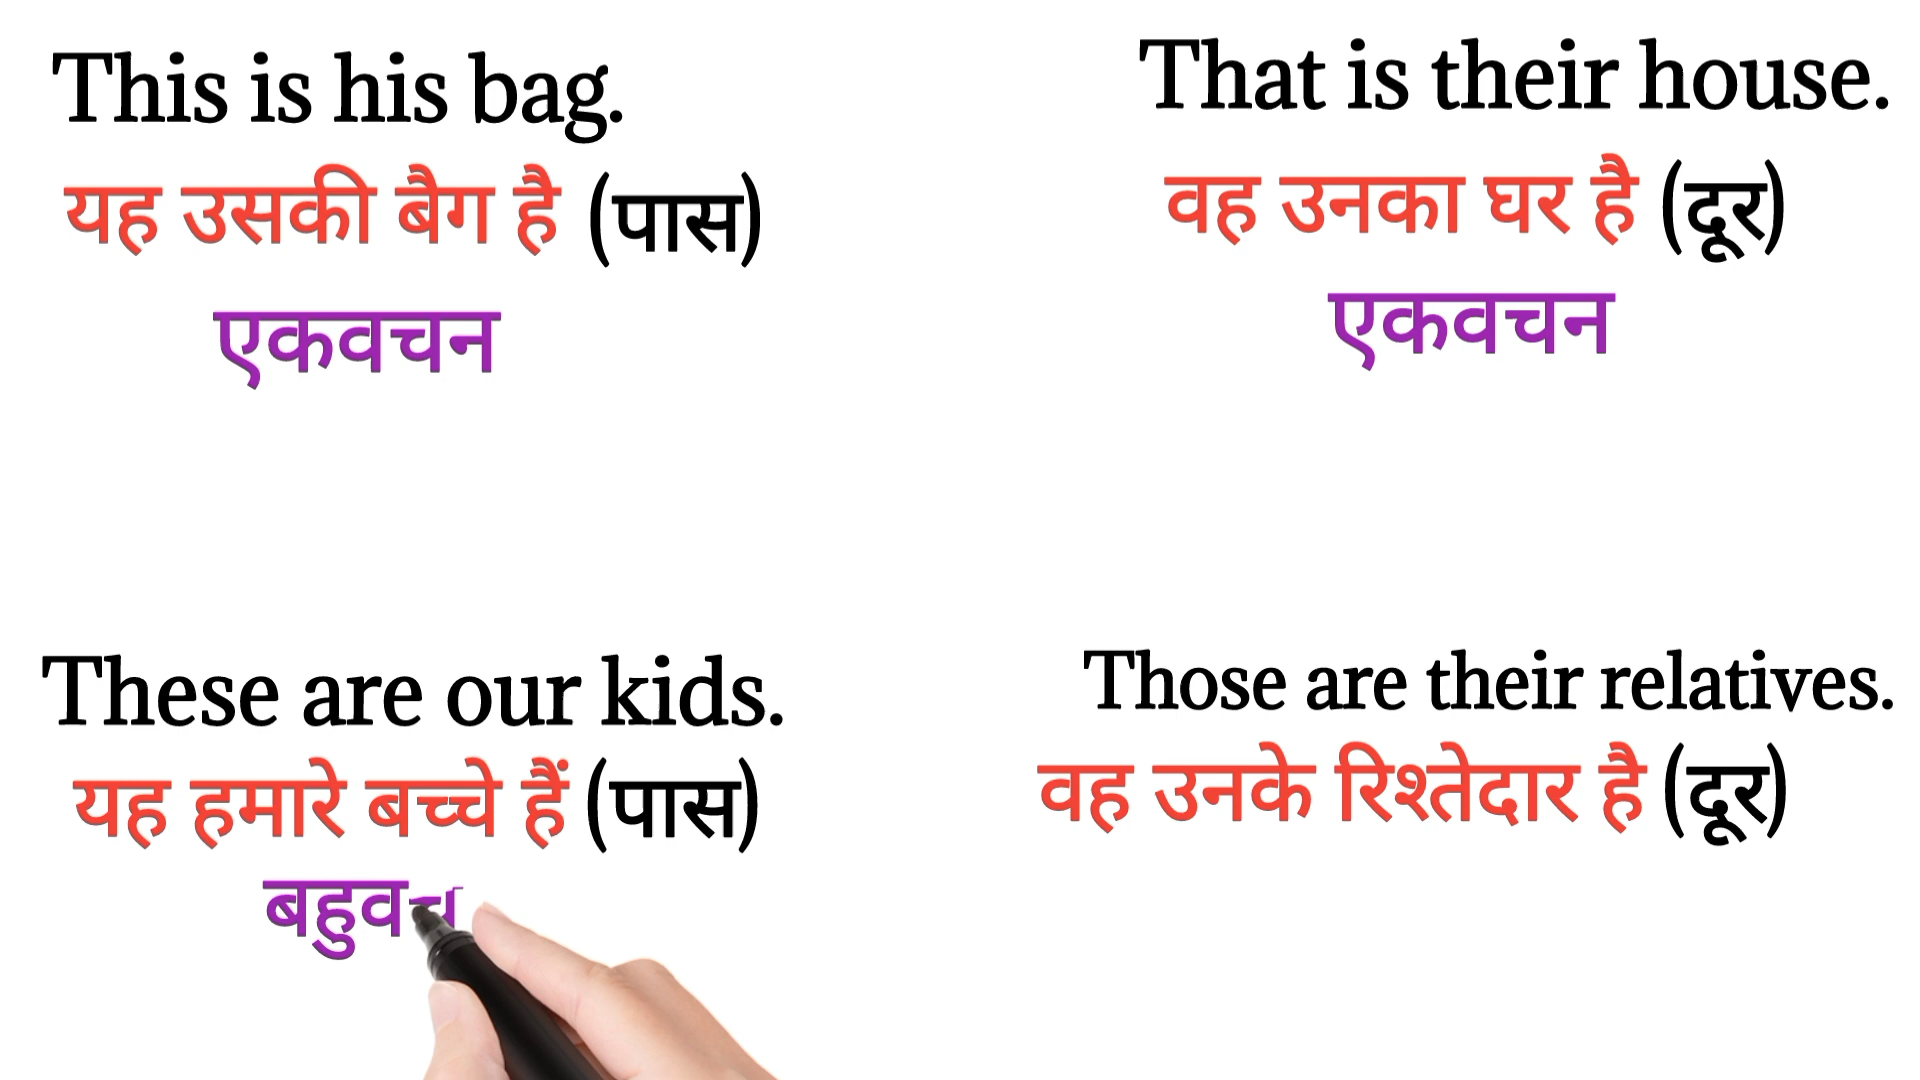 This is his bag.
यह उसकी बैग है (पास)
एकवचन
That is their house.
वह उनका घर है (दूर)
एकवचन
These are our kids.
यह हमारे बच्चे हैं (पास)
Those are their relatives.
वह उनके रिश्तेदार है (दूर)